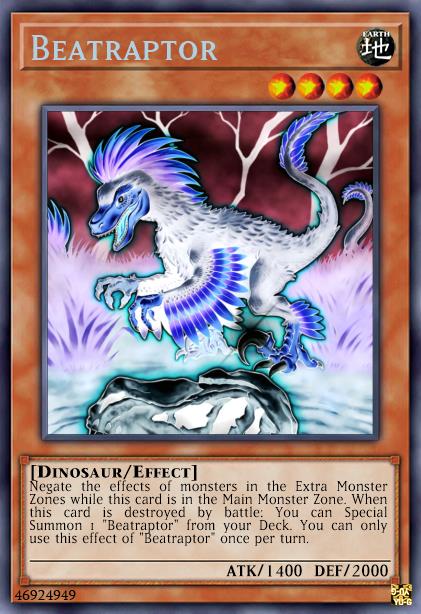 Beatraptor
EARTH
地
[Dinosaur/Effect]
Negate the effects of monsters in the Extra Monster
Zones while this card is in the Main Monster Zone. When
this card is destroyed by battle: You can Special
Summon 1 "Beatraptor" from your Deck. You can only
use this effect of "Beatraptor" once per turn.
ATK/1400 DEF/2000
46924949